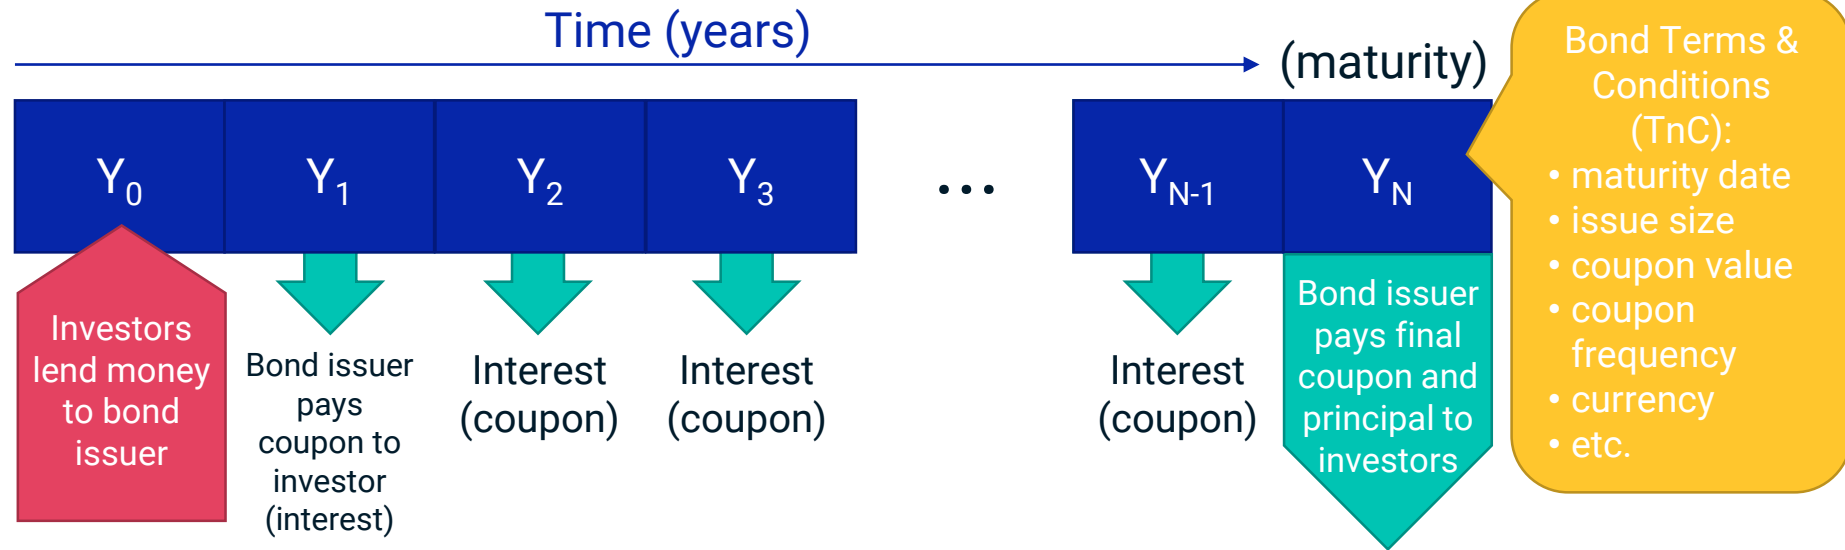 Time (years)
(maturity)
Y0
Y1
Y2
Y3
...
YN-1
YN
Investors
lend money
to bond
issuer
Bond issuer
pays
coupon to
investor
(interest)
Interest
(coupon)
Interest
(coupon)
Interest
(coupon)
Bond issuer
pays final
coupon and
principal to
investors
Bond Terms &
Conditions
(TnC):
• maturity date
• issue size
• coupon value
• coupon
frequency
• currency
• etc.